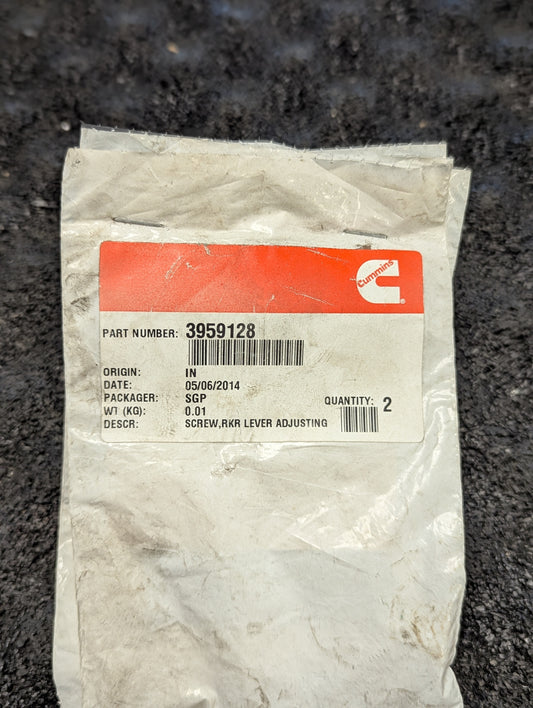 Cummins
®
PART NUMBER: 3959128
ORIGIN: IN
DATE: 05/06/2014
PACKAGER: SGP
WT (KG): 0.01
QUANTITY: 2
DESCR: SCREW,RKR LEVER ADJUSTING